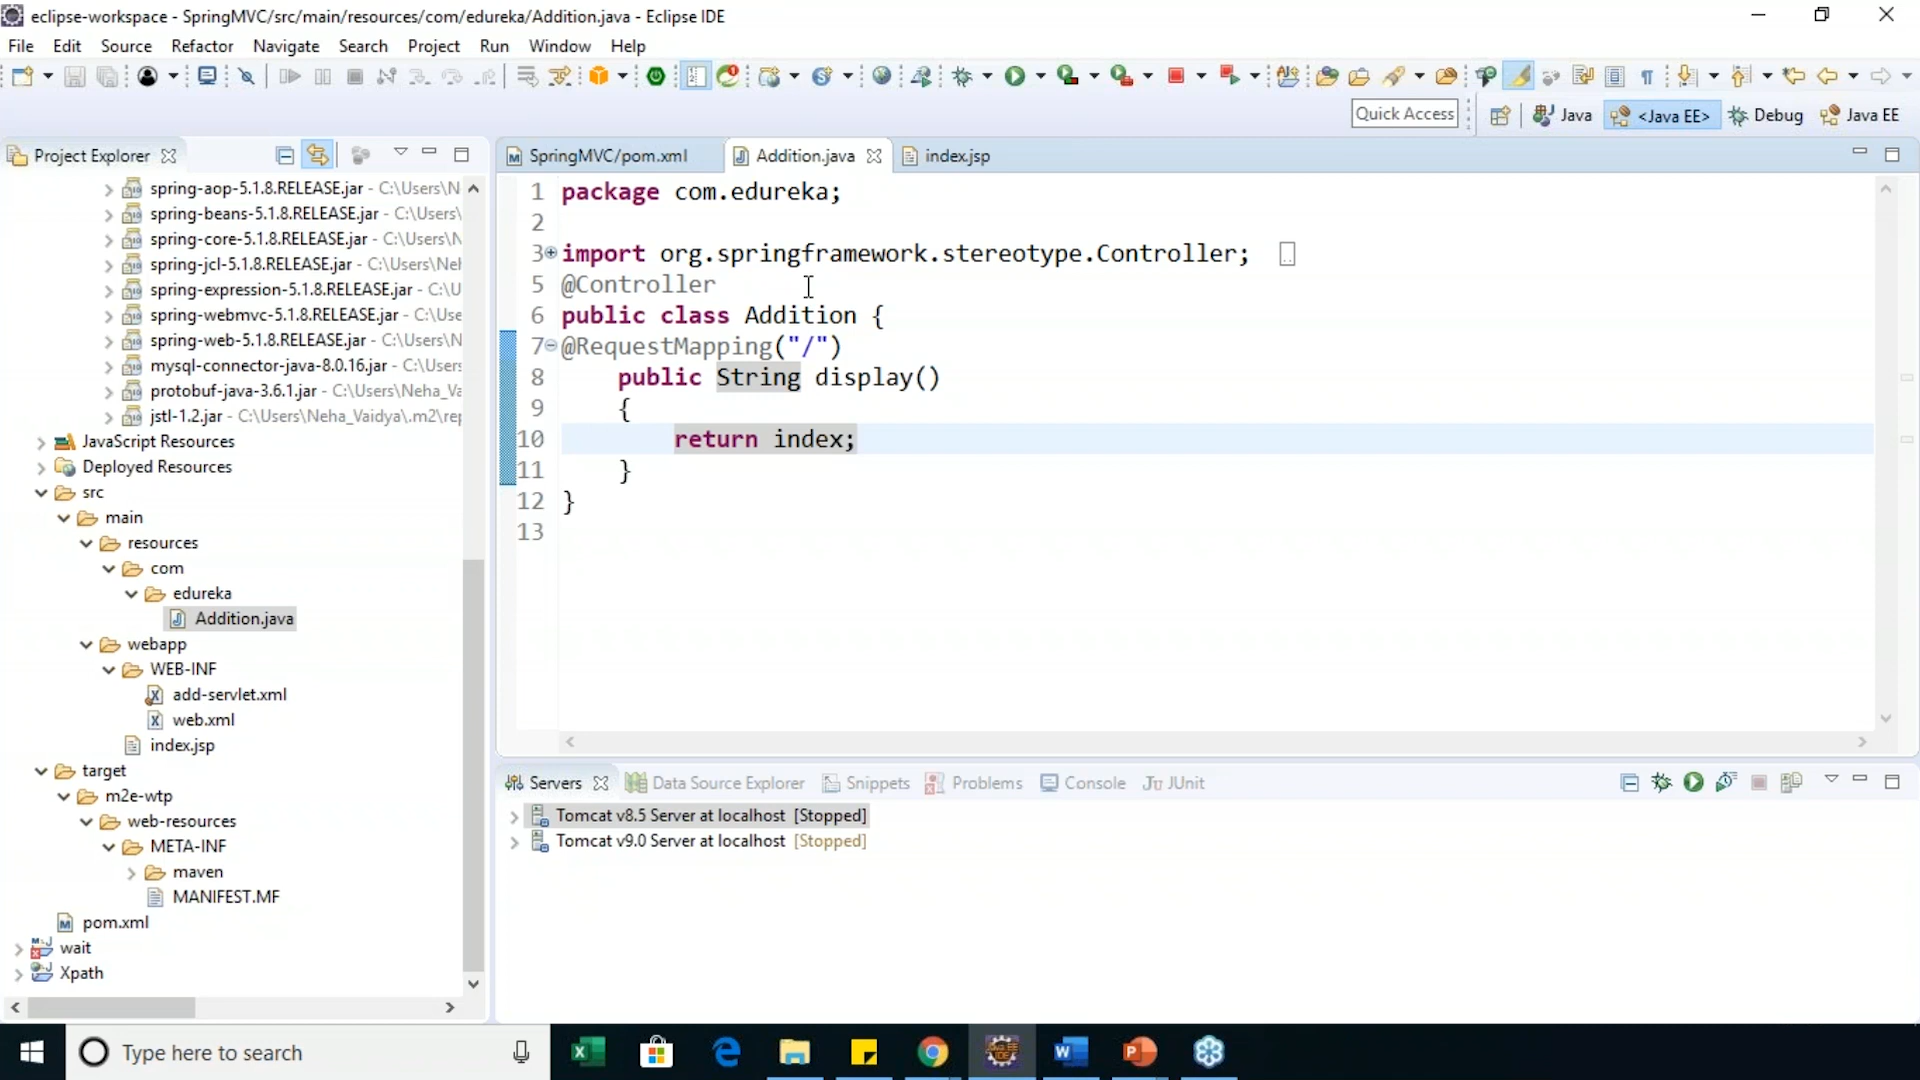 eclipse-workspace - SpringMVC/src/main/resources/com/edureka/Addition.java - Eclipse IDE
File Edit Source Refactor Navigate Search Project Run Window Help
Quick Access Java <Java EE> Debug Java EE
Project Explorer
spring-aop-5.1.8.RELEASE.jar - C:\Users\N
spring-beans-5.1.8.RELEASE.jar - C:\Users\
spring-core-5.1.8.RELEASE.jar - C:\Users\N
spring-jcl-5.1.8.RELEASE.jar - C:\Users\Neh
spring-expression-5.1.8.RELEASE.jar - C:\U
spring-webmvc-5.1.8.RELEASE.jar - C:\Use
spring-web-5.1.8.RELEASE.jar - C:\Users\N
mysql-connector-java-8.0.16.jar - C:\Users
protobuf-java-3.6.1.jar - C:\Users\Neha_Va
jstl-1.2.jar - C:\Users\Neha_Vaidya\.m2\rep
JavaScript Resources
Deployed Resources
src
main
resources
com
edureka
Addition.java
webapp
WEB-INF
add-servlet.xml
web.xml
index.jsp
target
m2e-wtp
web-resources
META-INF
maven
MANIFEST.MF
pom.xml
wait
Xpath
SpringMVC/pom.xml Addition.java index.jsp
1 package com.edureka;
2
3 import org.springframework.stereotype.Controller;
5 @Controller
6 public class Addition {
7 @RequestMapping("/")
8 public String display()
9 {
10 return index;
11 }
12 }
13
Servers Data Source Explorer Snippets Problems Console JUnit
Tomcat v8.5 Server at localhost [Stopped]
Tomcat v9.0 Server at localhost [Stopped]
Type here to search